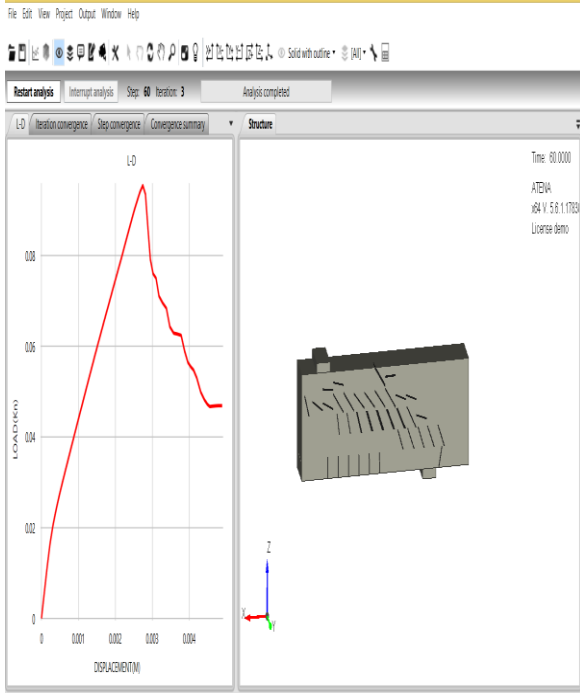 File Edit View Project Output Window Help
Solid with outline [All]
Restart analysis Interrupt analysis Step: 60 Iteration: 3 Analysis completed
L-D Iteration convergence Step convergence Convergence summary Structure
L-D
Time: 60.0000
ATENA
x64 V. 5.6.1.17830
License demo
0.08
0.06
LOAD(Kn)
0.04
0.02
0
0 0.001 0.002 0.003 0.004
DISPLACEMENT(M)
Z
X
Y